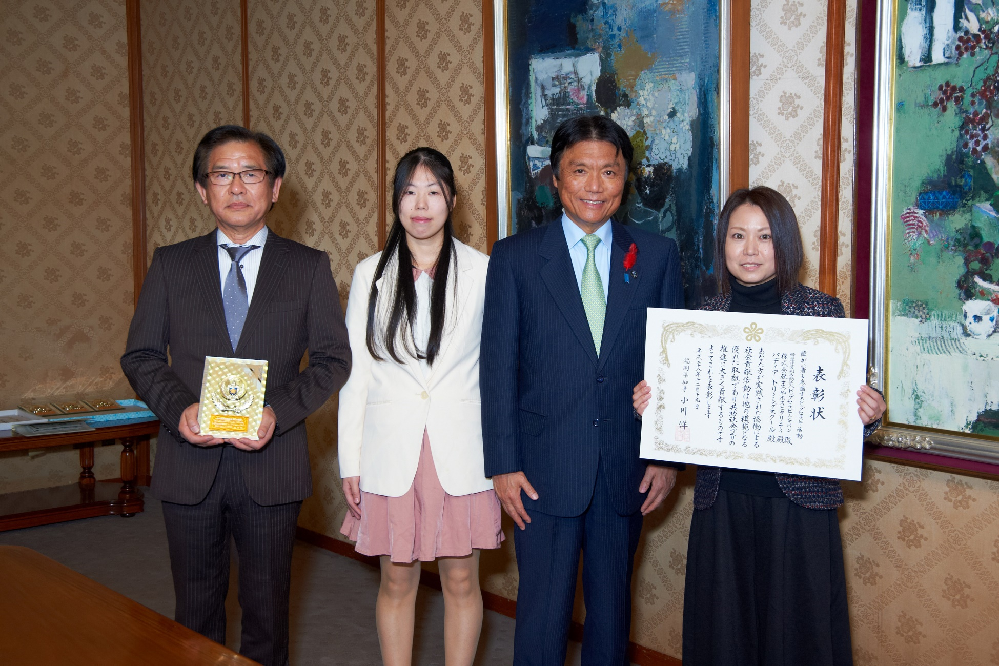 表彰状
障がい者も参画するドッグセラピー活動
特定非営利活動法人ドッグセラピージャパン 殿
株式会社まつやホスピタリティ 殿
バディア トリミングスクール 殿
あなた方が実践された協働による
社会貢献活動は他の模範となる
優れた取組であり共助社会づくりの
推進に大きく貢献するものです
よってこれを表彰します
平成二十八年十二月十九日
福岡県知事 小川 洋